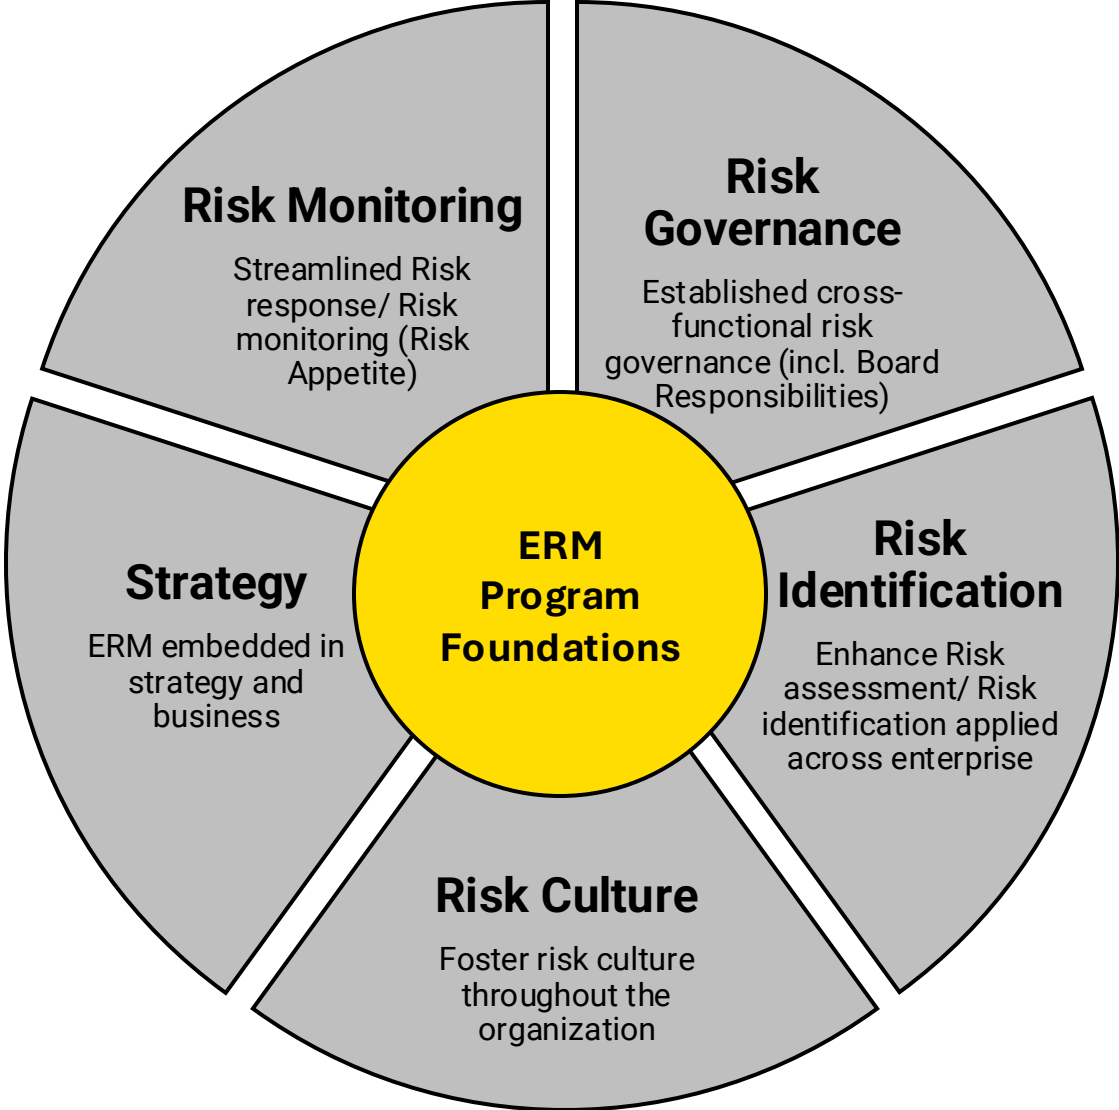 Risk Monitoring
Streamlined Risk
response/ Risk
monitoring (Risk
Appetite)
Risk
Governance
Established cross-
functional risk
governance (incl. Board
Responsibilities)
Strategy
ERM embedded in
strategy and
business
ERM
Program
Foundations
Risk
Identification
Enhance Risk
assessment/ Risk
identification applied
across enterprise
Risk Culture
Foster risk culture
throughout the
organization